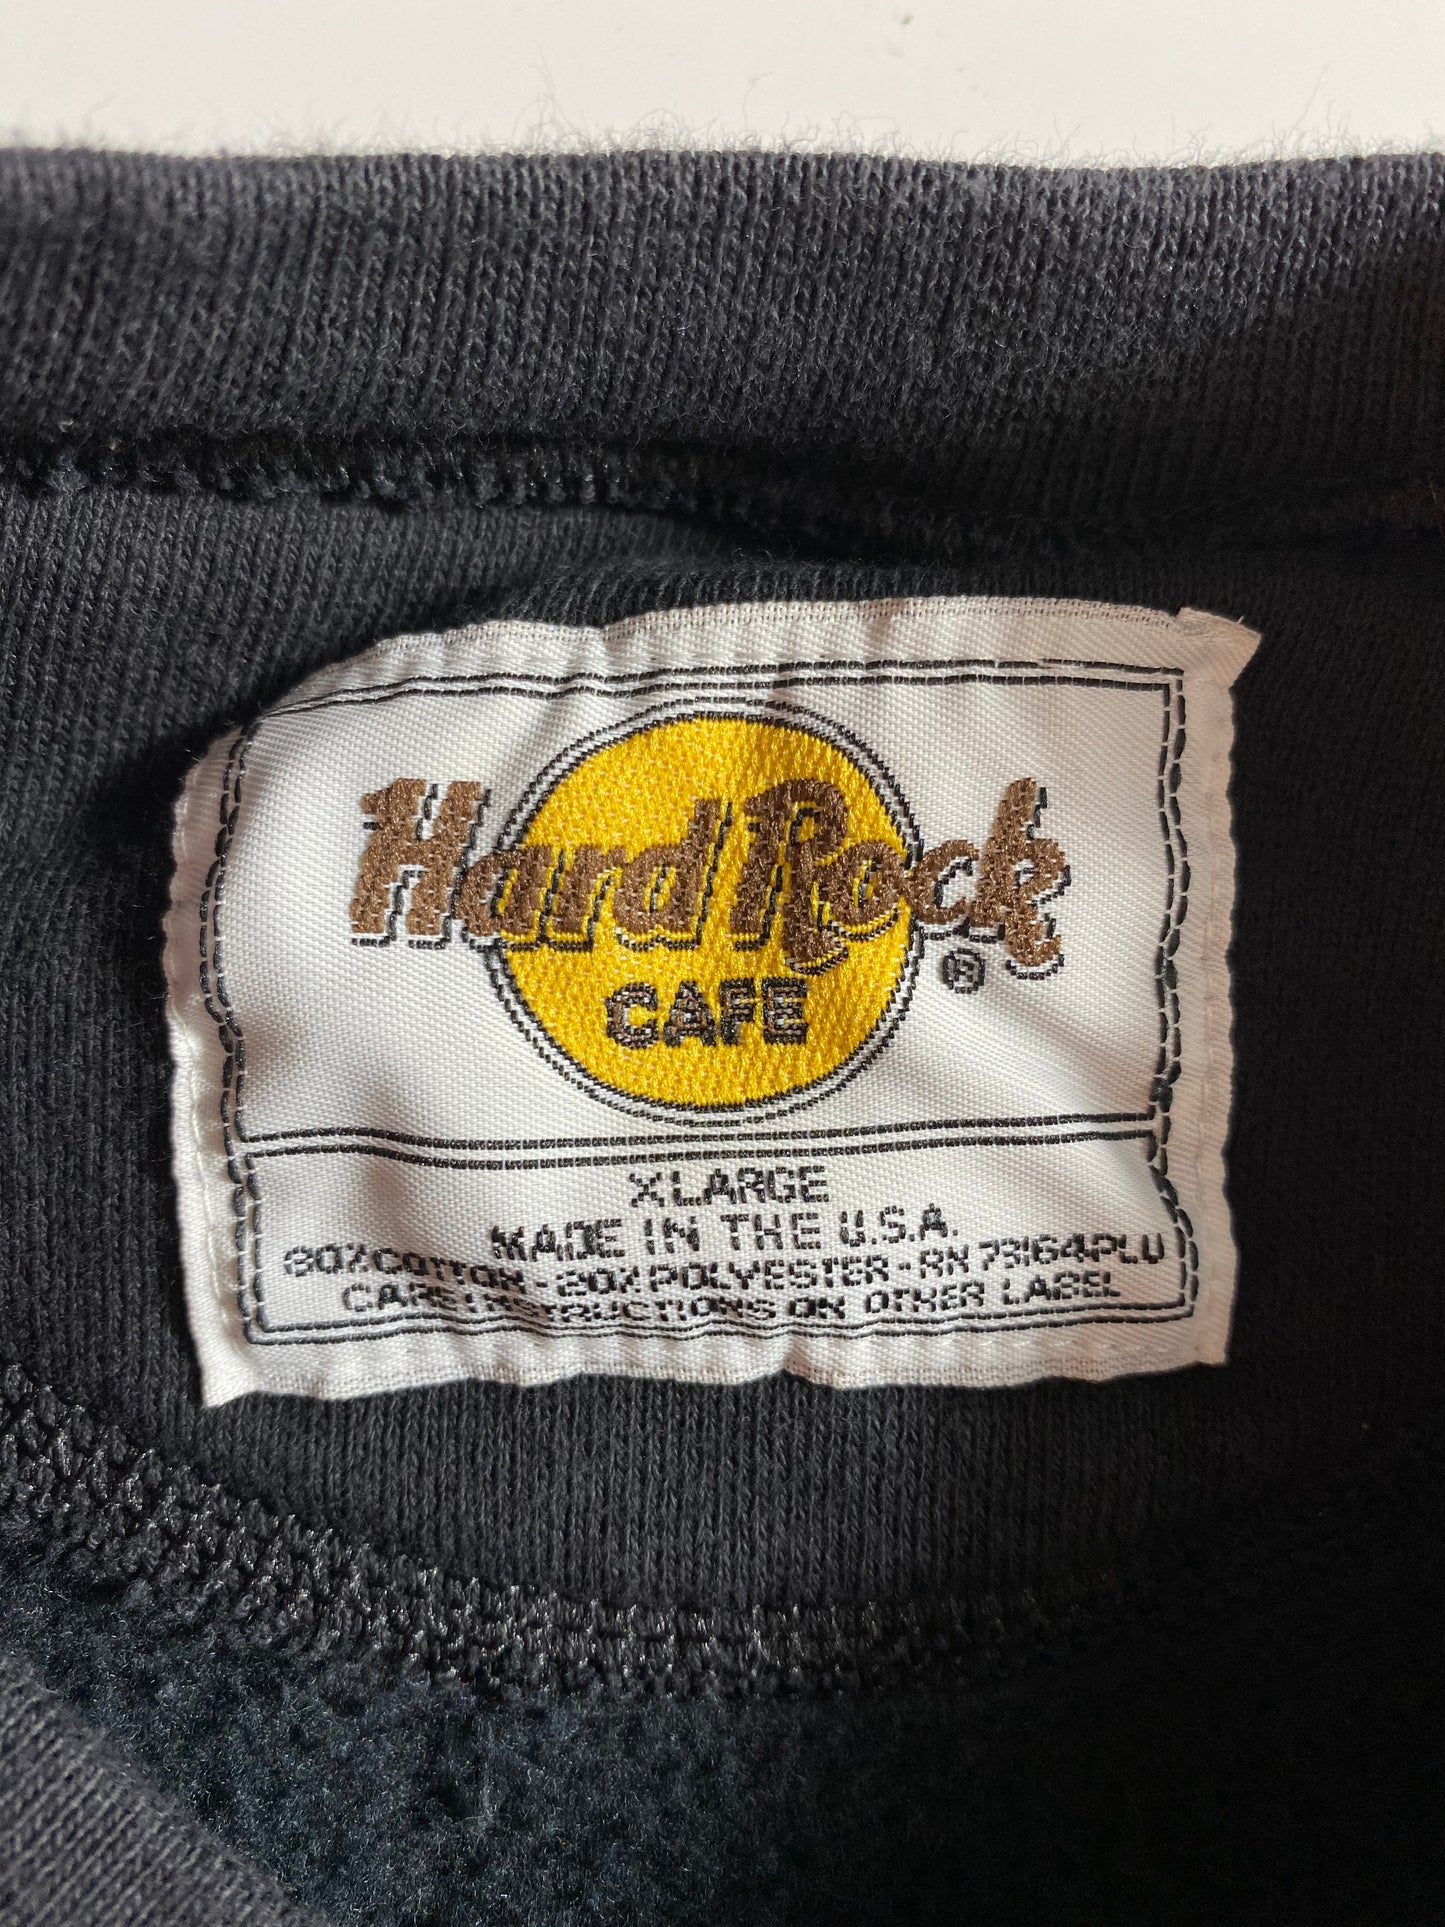 Hard Rock
®
CAFE
XLARGE
MADE IN THE U.S.A.
80% COTTON - 20% POLYESTER - RN 73164PLU
CARE INSTRUCTIONS ON OTHER LABEL